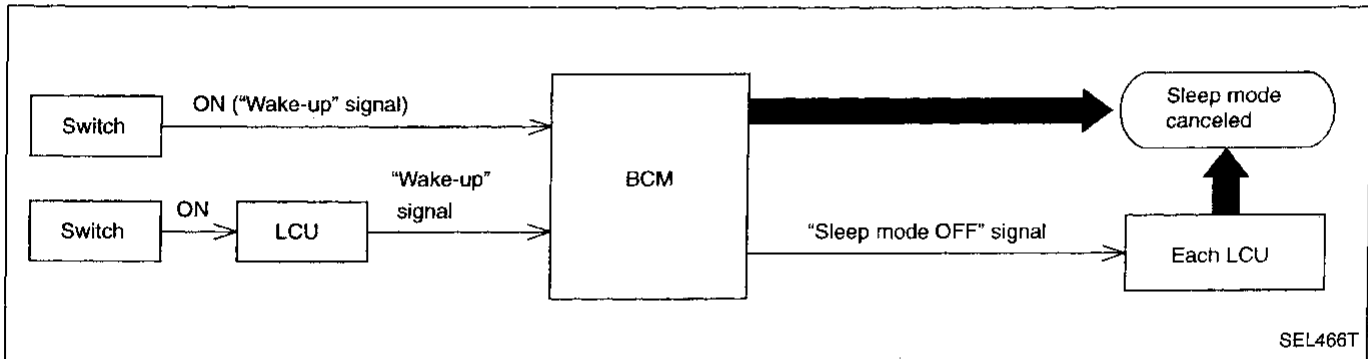 Switch
ON ("Wake-up" signal)
Switch
ON
LCU
"Wake-up"
signal
BCM
Sleep mode
canceled
"Sleep mode OFF" signal
Each LCU
SEL466T